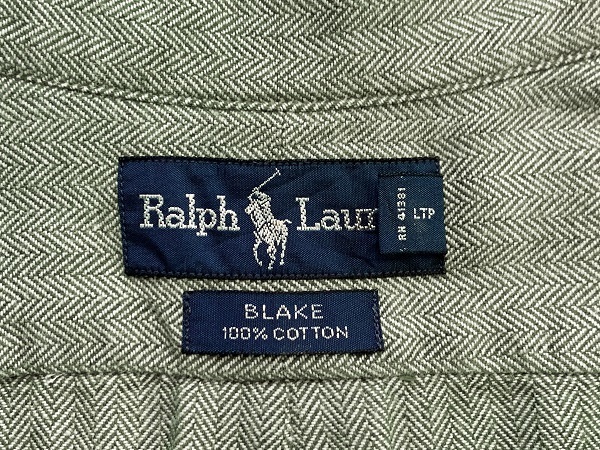 Ralph Laur
RN 41381
LTP
BLAKE
100% COTTON